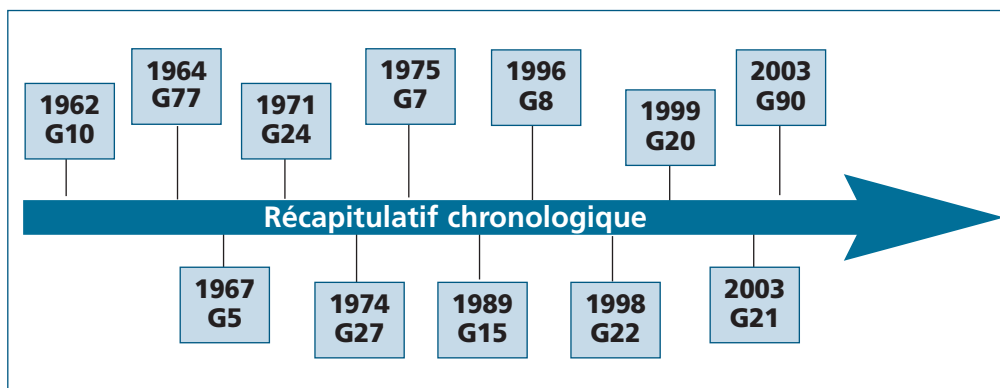 1962
G10
1964
G77
1971
G24
1975
G7
1996
G8
1999
G20
2003
G90
Récapitulatif chronologique
1967
G5
1974
G27
1989
G15
1998
G22
2003
G21